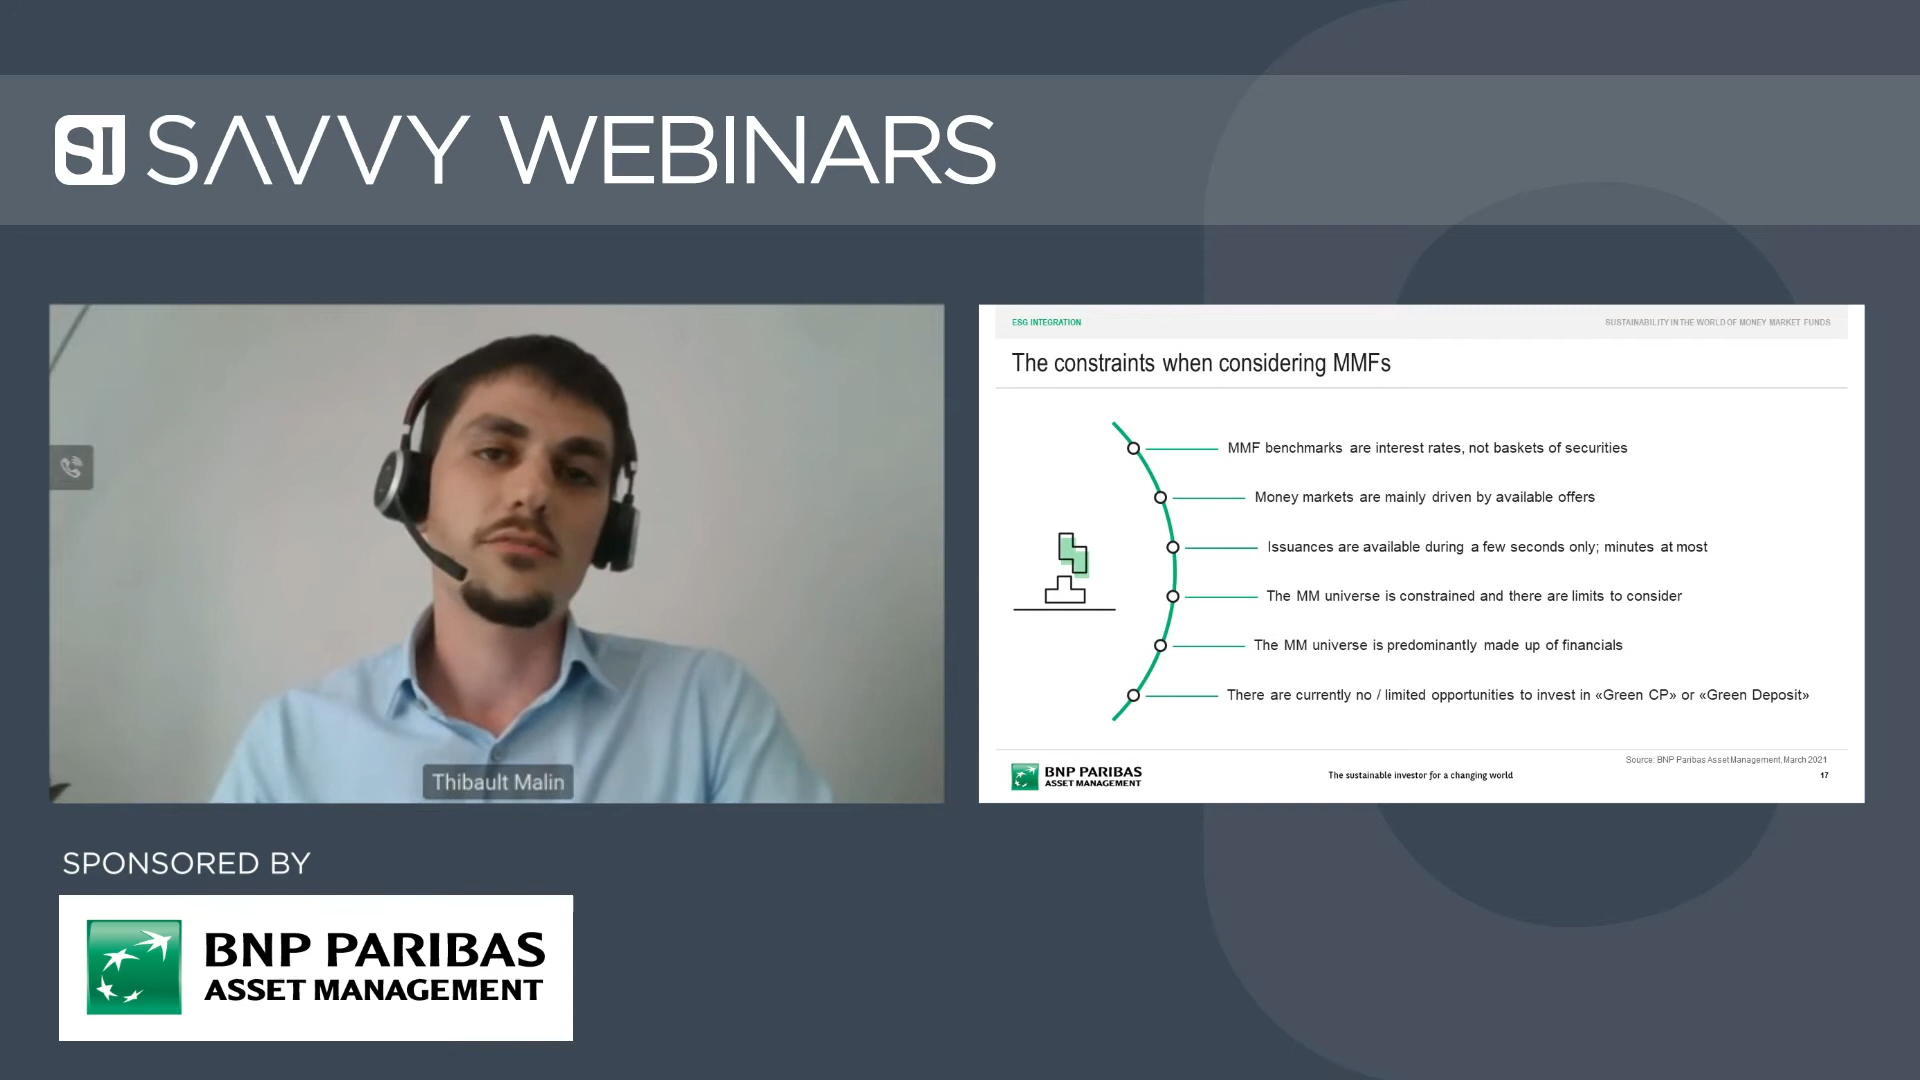 SI SAVVY WEBINARS
Thibault Malin
ESG INTEGRATION
SUSTAINABILITY IN THE WORLD OF MONEY MARKET FUNDS
The constraints when considering MMFs
MMF benchmarks are interest rates, not baskets of securities
Money markets are mainly driven by available offers
Issuances are available during a few seconds only; minutes at most
The MM universe is constrained and there are limits to consider
The MM universe is predominantly made up of financials
There are currently no / limited opportunities to invest in «Green CP» or «Green Deposit»
Source: BNP Paribas Asset Management, March 2021
BNP PARIBAS
ASSET MANAGEMENT
The sustainable investor for a changing world
17
SPONSORED BY
BNP PARIBAS
ASSET MANAGEMENT